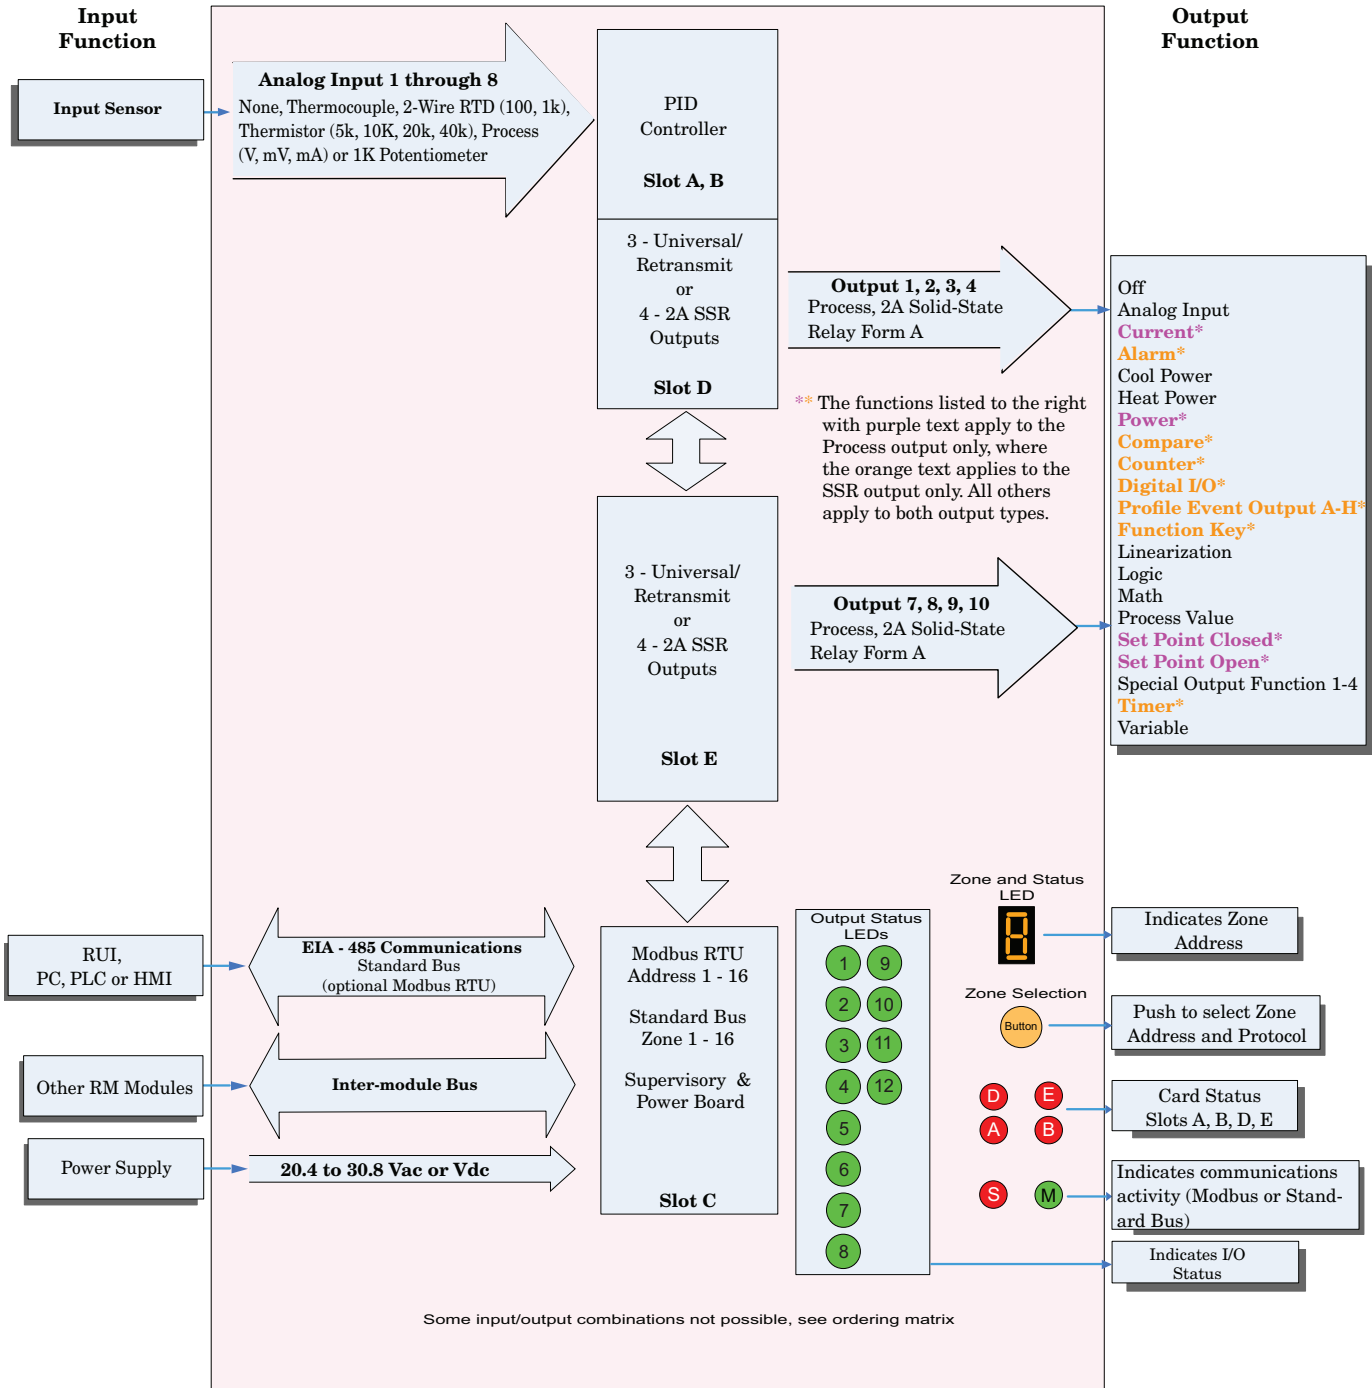 Input
Function
Output
Function
Input Sensor
Analog Input 1 through 8
None, Thermocouple, 2-Wire RTD (100, 1k),
Thermistor (5k, 10K, 20k, 40k), Process
(V, mV, mA) or 1K Potentiometer
PID
Controller
Slot A, B
3 - Universal/
Retransmit
or
4 - 2A SSR
Outputs
Slot D
Output 1, 2, 3, 4
Process, 2A Solid-State
Relay Form A
** The functions listed to the right
with purple text apply to the
Process output only, where
the orange text applies to the
SSR output only. All others
apply to both output types.
Off
Analog Input
Current*
Alarm*
Cool Power
Heat Power
Power*
Compare*
Counter*
Digital I/O*
Profile Event Output A-H*
Function Key*
Linearization
Logic
Math
Process Value
Set Point Closed*
Set Point Open*
Special Output Function 1-4
Timer*
Variable
3 - Universal/
Retransmit
or
4 - 2A SSR
Outputs
Slot E
Output 7, 8, 9, 10
Process, 2A Solid-State
Relay Form A
RUI,
PC, PLC or HMI
EIA - 485 Communications
Standard Bus
(optional Modbus RTU)
Other RM Modules
Inter-module Bus
Power Supply
20.4 to 30.8 Vac or Vdc
Modbus RTU
Address 1 - 16
Standard Bus
Zone 1 - 16
Supervisory &
Power Board
Slot C
Output Status
LEDs
1 9
2 10
3 11
4 12
5
6
7
8
Zone and Status
LED
8
Indicates Zone
Address
Zone Selection
Button
Push to select Zone
Address and Protocol
D E
A B
Card Status
Slots A, B, D, E
S M
Indicates communications
activity (Modbus or Stand-
ard Bus)
Indicates I/O
Status
Some input/output combinations not possible, see ordering matrix